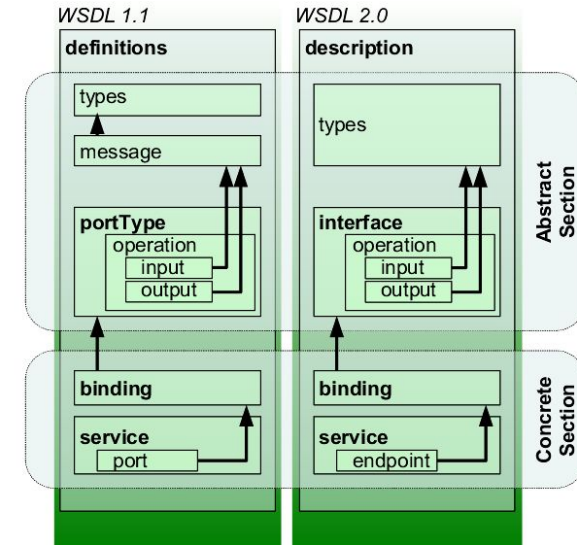 WSDL 1.1
definitions
types
message
portType
operation
input
output
binding
service
port
WSDL 2.0
description
types
interface
operation
input
output
binding
service
endpoint
Abstract
Section
Concrete
Section